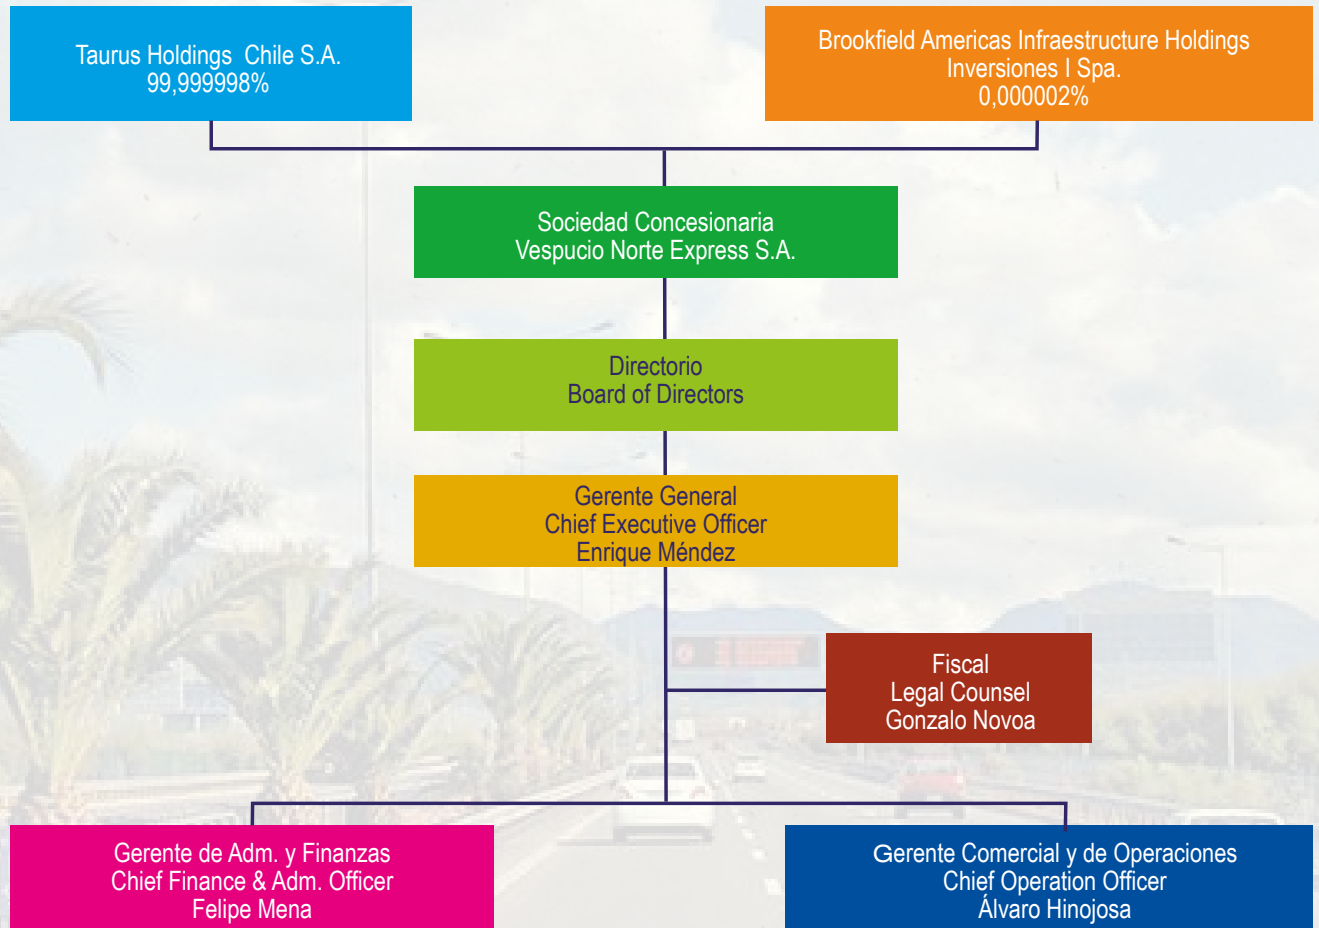 Taurus Holdings Chile S.A.
99,999998%
Brookfield Americas Infraestructure Holdings
Inversiones I Spa.
0,000002%
Sociedad Concesionaria
Vespucio Norte Express S.A.
Directorio
Board of Directors
Gerente General
Chief Executive Officer
Enrique Méndez
Fiscal
Legal Counsel
Gonzalo Novoa
Gerente de Adm. y Finanzas
Chief Finance & Adm. Officer
Felipe Mena
Gerente Comercial y de Operaciones
Chief Operation Officer
Álvaro Hinojosa